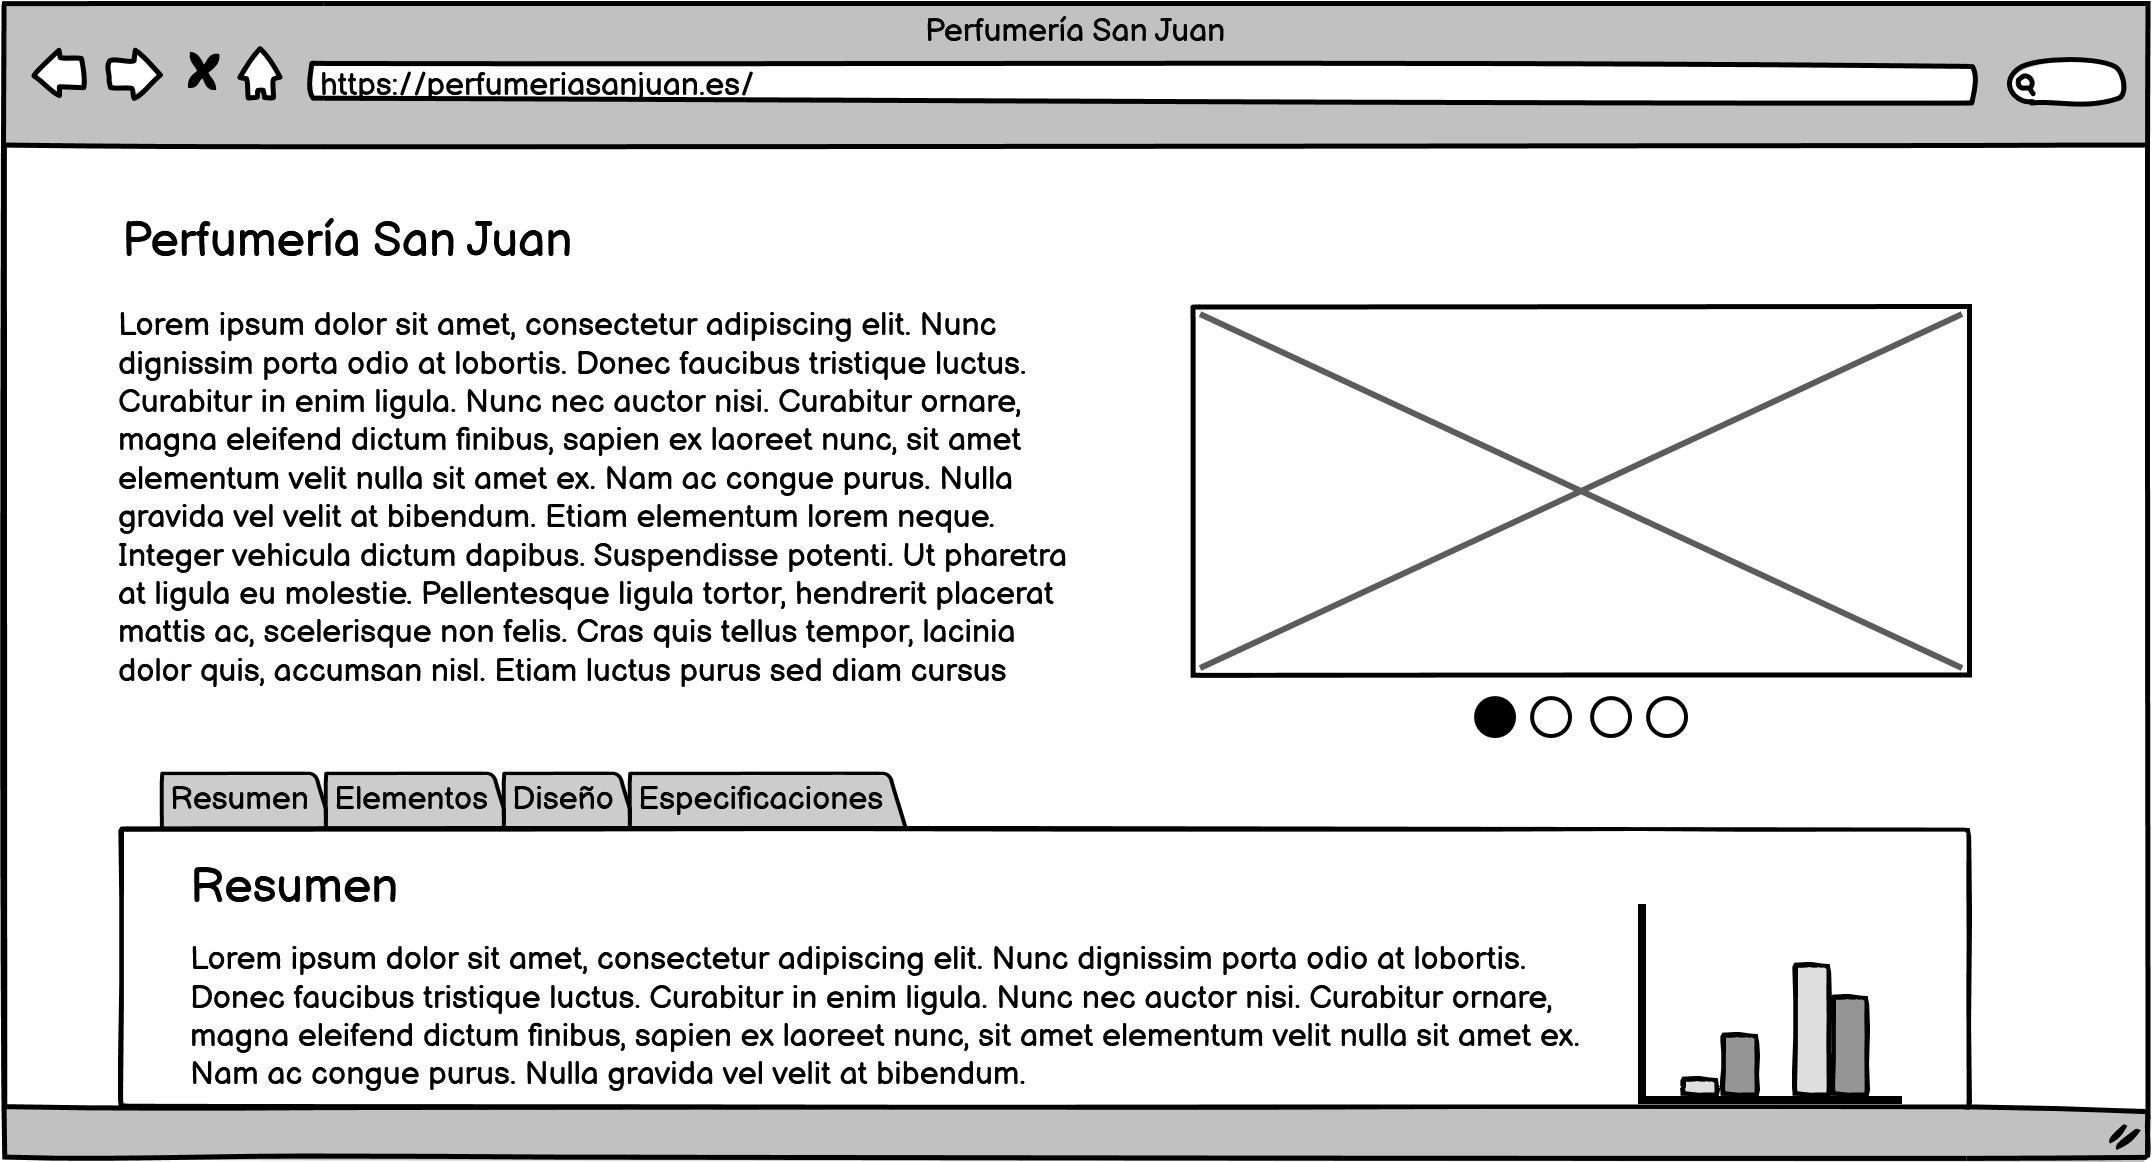 Perfumería San Juan
https://perfumeriasanjuan.es/
Perfumería San Juan
Lorem ipsum dolor sit amet, consectetur adipiscing elit. Nunc
dignissim porta odio at lobortis. Donec faucibus tristique luctus.
Curabitur in enim ligula. Nunc nec auctor nisi. Curabitur ornare,
magna eleifend dictum finibus, sapien ex laoreet nunc, sit amet
elementum velit nulla sit amet ex. Nam ac congue purus. Nulla
gravida vel velit at bibendum. Etiam elementum lorem neque.
Integer vehicula dictum dapibus. Suspendisse potenti. Ut pharetra
at ligula eu molestie. Pellentesque ligula tortor, hendrerit placerat
mattis ac, scelerisque non felis. Cras quis tellus tempor, lacinia
dolor quis, accumsan nisl. Etiam luctus purus sed diam cursus
Resumen Elementos Diseño Especificaciones
Resumen
Lorem ipsum dolor sit amet, consectetur adipiscing elit. Nunc dignissim porta odio at lobortis.
Donec faucibus tristique luctus. Curabitur in enim ligula. Nunc nec auctor nisi. Curabitur ornare,
magna eleifend dictum finibus, sapien ex laoreet nunc, sit amet elementum velit nulla sit amet ex.
Nam ac congue purus. Nulla gravida vel velit at bibendum.